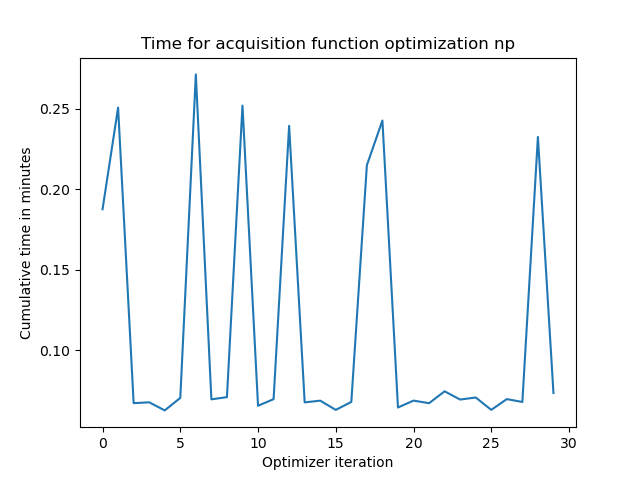 Time for acquisition function optimization np
Cumulative time in minutes
0.25
0.20
0.15
0.10
0 5 10 15 20 25 30
Optimizer iteration